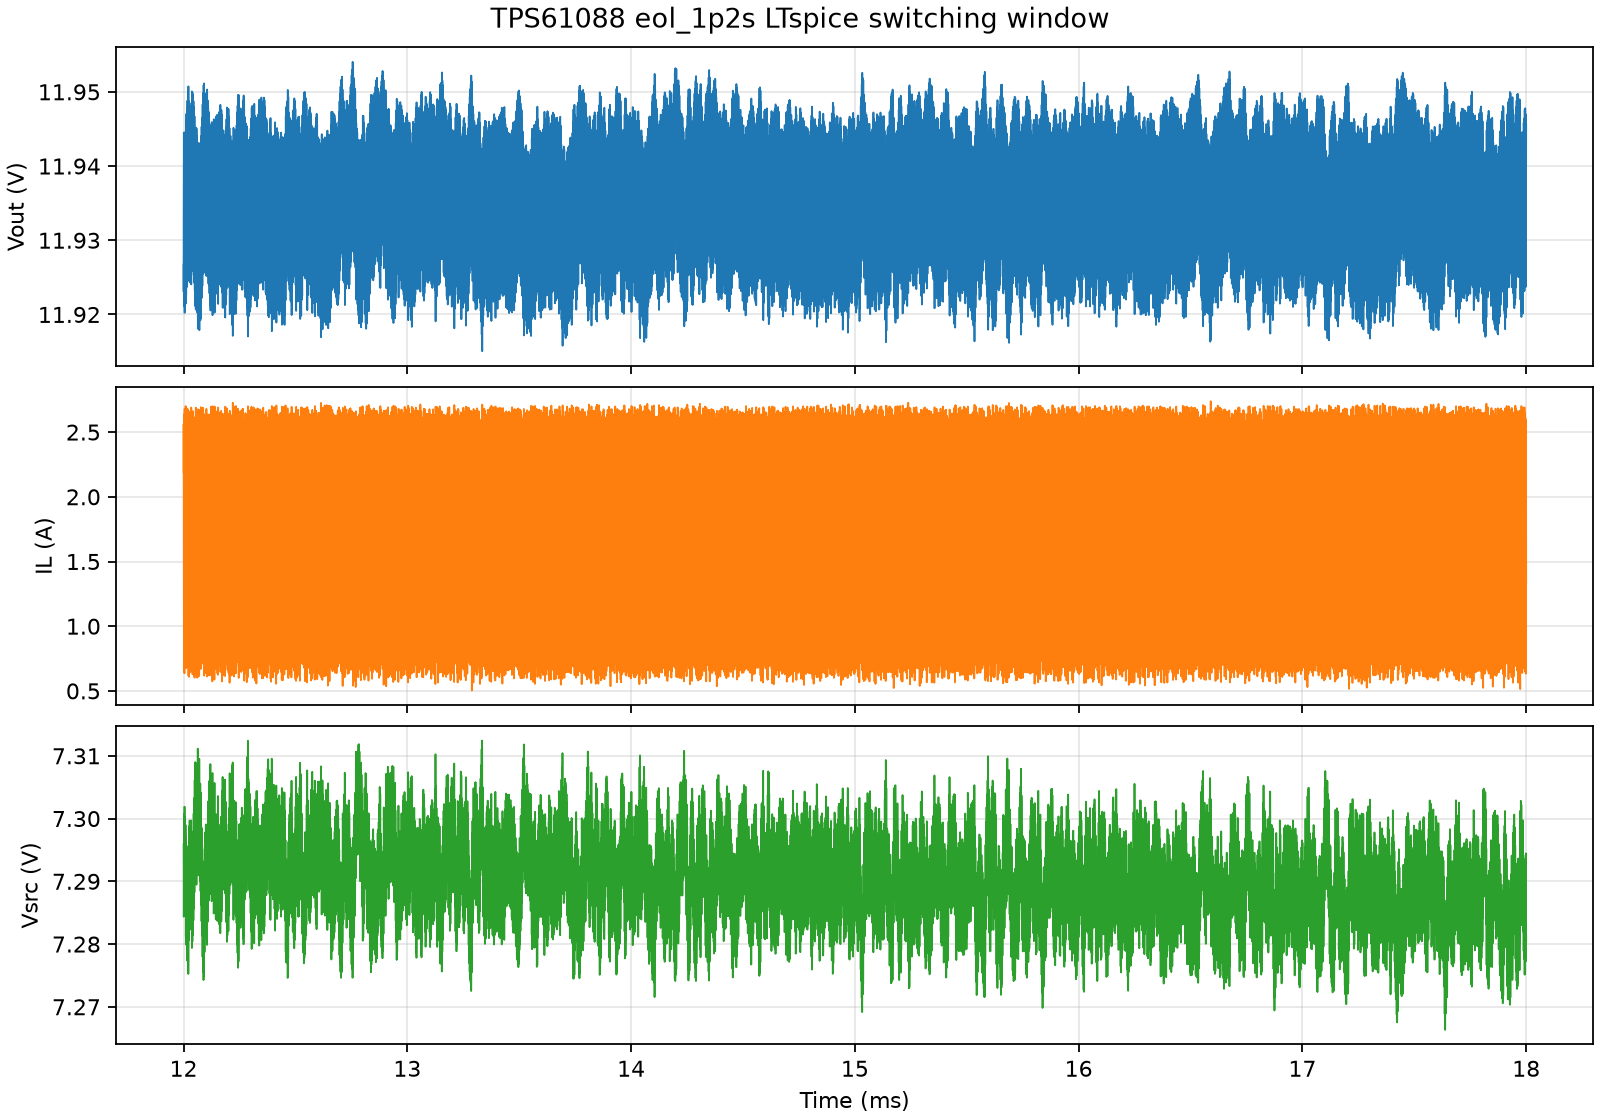 TPS61088 eol_1p2s LTspice switching window
Vout (V)
11.95
11.94
11.93
11.92
IL (A)
2.5
2.0
1.5
1.0
0.5
Vsrc (V)
7.31
7.30
7.29
7.28
7.27
12 13 14 15 16 17 18
Time (ms)